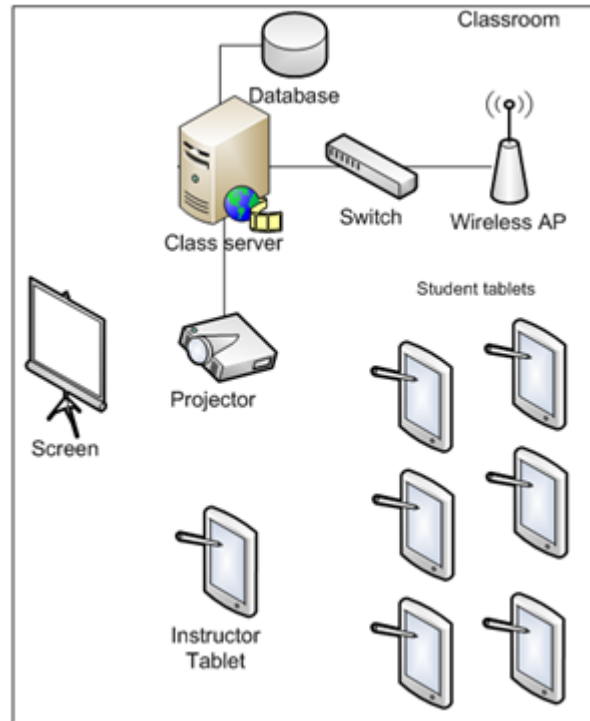 Classroom
Database
Switch
Wireless AP
Class server
Student tablets
Projector
Screen
Instructor
Tablet